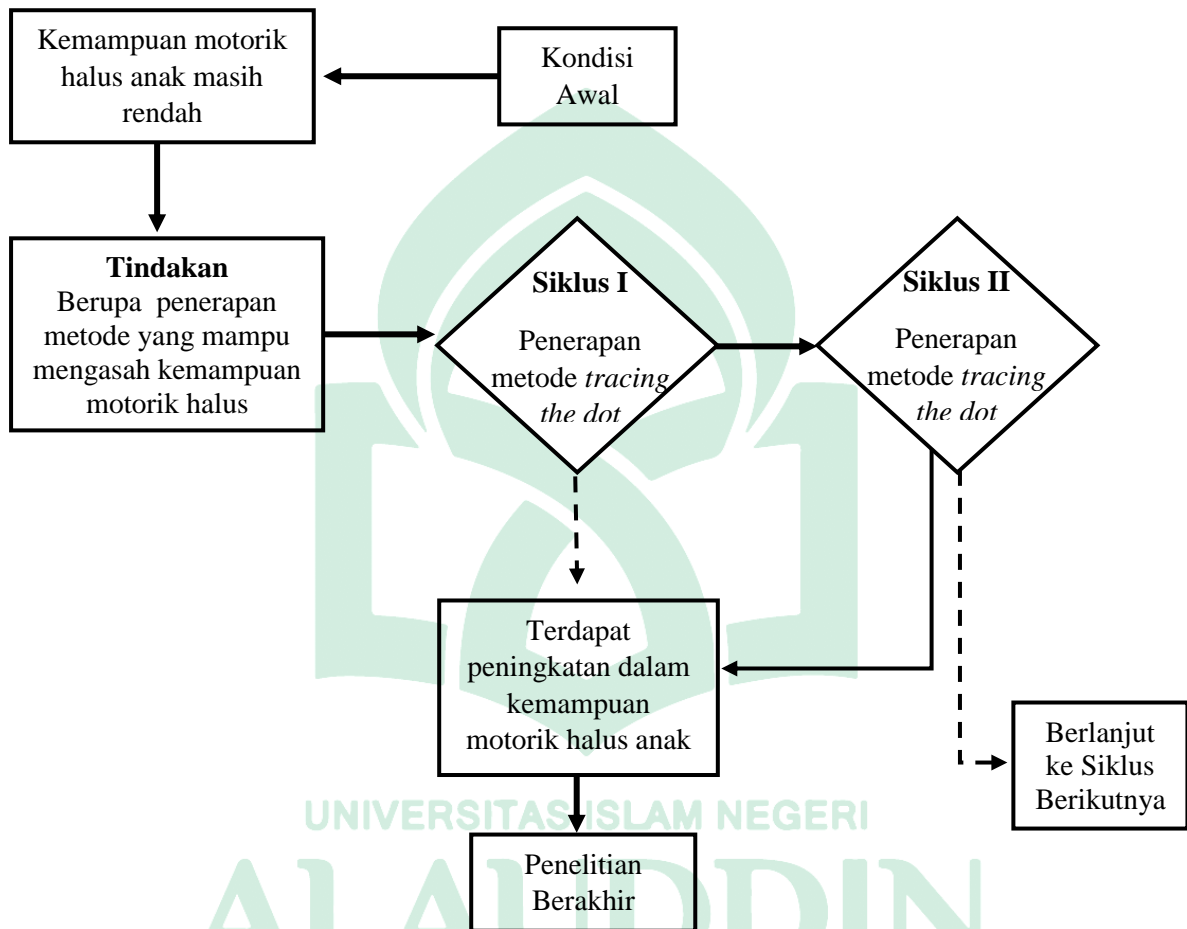 Kondisi
Awal
Kemampuan motorik
halus anak masih
rendah
Tindakan
Berupa penerapan
metode yang mampu
mengasah kemampuan
motorik halus
Siklus I
Penerapan
metode tracing
the dot
Siklus II
Penerapan
metode tracing
the dot
Terdapat
peningkatan dalam
kemampuan
motorik halus anak
Berlanjut
ke Siklus
Berikutnya
Penelitian
Berakhir
UNIVERSITAS ISLAM NEGERI
ALAUDDIN